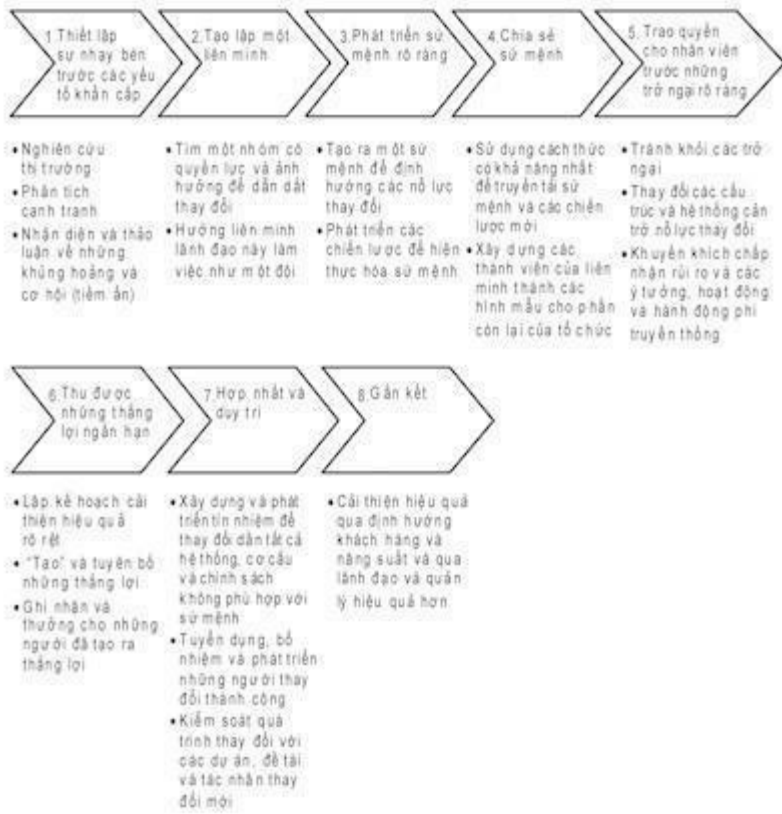 1.Thiết lập
sự nhạy bén
trước các yếu
tố khẩn cấp
2.Tạo lập một
liên minh
3.Phát triển sứ
mệnh rõ ràng
4.Chia sẻ
sứ mệnh
5. Trao quyền
cho nhân viên
trước những
trở ngại rõ ràng
• Nghiên cứu
thị trường
• Phân tích
cạnh tranh
• Nhận diện và thảo
luận về những
khủng hoảng và
cơ hội (tiềm ẩn)
• Tìm một nhóm có
quyền lực và ảnh
hưởng để dẫn dắt
thay đổi
• Hướng liên minh
lãnh đạo này làm
việc như một đội
• Tạo ra một sứ
mệnh để định
hướng các nỗ lực
thay đổi
• Phát triển các
chiến lược để hiện
thực hóa sứ mệnh
• Sử dụng cách thức
có khả năng nhất
để truyền tải sứ
mệnh và các chiến
lược mới
• Xây dựng các
thành viên của liên
minh thành các
hình mẫu cho phần
còn lại của tổ chức
• Tránh khỏi các trở
ngại
• Thay đổi các cấu
trúc và hệ thống cản
trở nỗ lực thay đổi
• Khuyến khích chấp
nhận rủi ro và các
ý tưởng, hoạt động
và hành động phi
truyền thống
6.Thu được
những thắng
lợi ngắn hạn
7.Hợp nhất và
duy trì
8.Gắn kết
• Lập kế hoạch cải
thiện hiệu quả
rõ rệt
• "Tạo" và tuyên bố
những thắng lợi
• Ghi nhận và
thưởng cho những
người đã tạo ra
thắng lợi
• Xây dựng và phát
triển tín nhiệm để
thay đổi dần tất cả
hệ thống, cơ cấu
và chính sách
không phù hợp với
sứ mệnh
• Tuyển dụng, bổ
nhiệm và phát triển
những người thay
đổi thành công
• Kiểm soát quá
trình thay đổi với
các dự án, đề tài
và tác nhân thay
đổi mới
• Cải thiện hiệu quả
qua định hướng
khách hàng và
năng suất và qua
lãnh đạo và quản
lý hiệu quả hơn